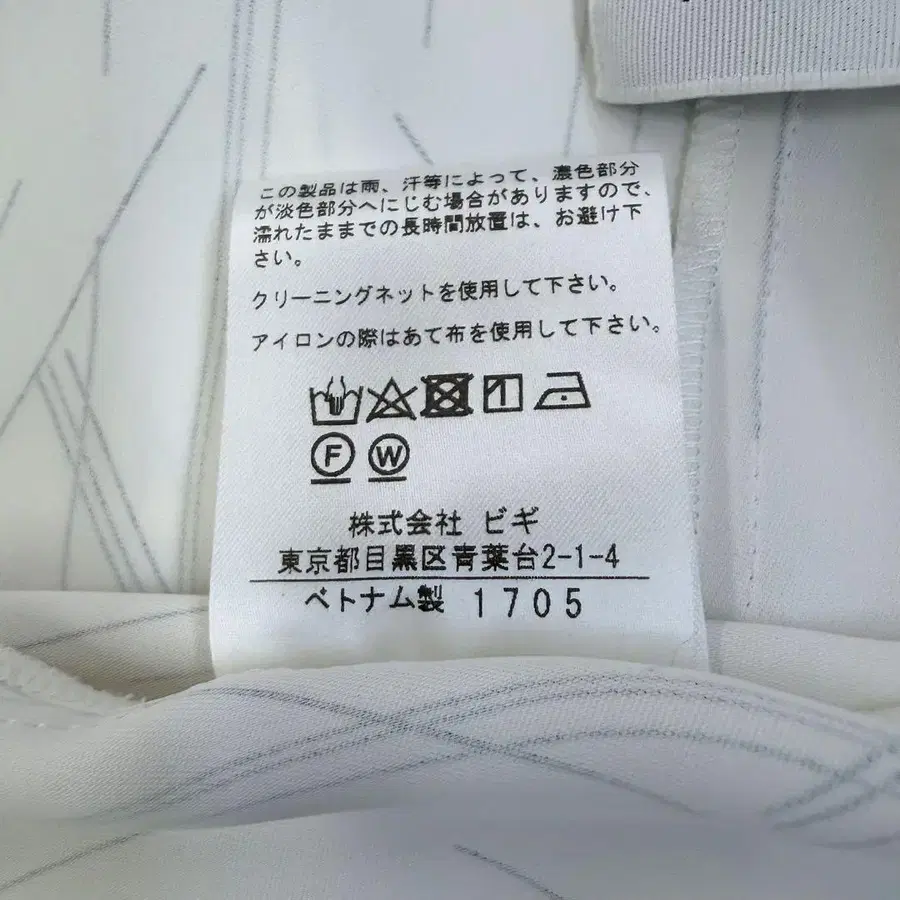 この製品は雨、汗等によって、濃色部分
が淡色部分へにじむ場合がありますので、
濡れたままでの長時間放置は、お避け下
さい。
クリーニングネットを使用して下さい。
アイロンの際はあて布を使用して下さい。
F W
株式会社 ビギ
東京都目黒区青葉台2-1-4
ベトナム製 1705